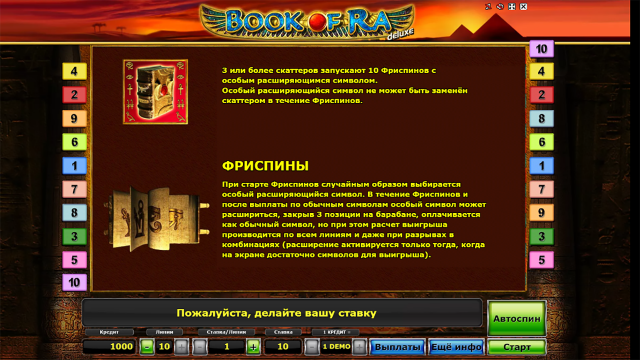 BOOK OF RA
deluxe
10
4
4
2
2
9
8
6
6
1
1
7
7
8
9
3
3
5
5
10
3 или более скаттеров запускают 10 Фриспинов с
особым расширяющимся символом.
Особый расширяющийся символ не может быть заменён
скаттером в течение Фриспинов.
ФРИСПИНЫ
При старте Фриспинов случайным образом выбирается
особый расширяющий символ. В течение Фриспинов и
после выплаты по обычным символам особый символ может
расшириться, закрыв 3 позиции на барабане, оплачивается
как обычный символ, но при этом расчет выигрыша
производится по всем линиям и даже при разрывах в
комбинациях (расширение активируется только тогда, когда
на экране достаточно символов для выигрыша).
Пожалуйста, делайте вашу ставку
Автоспин
Кредит Линии Ставка/Линии Ставка 1 КРЕДИТ =
1000 - 10 1 + 10 1 DEMO Выплаты Ещё инфо Старт